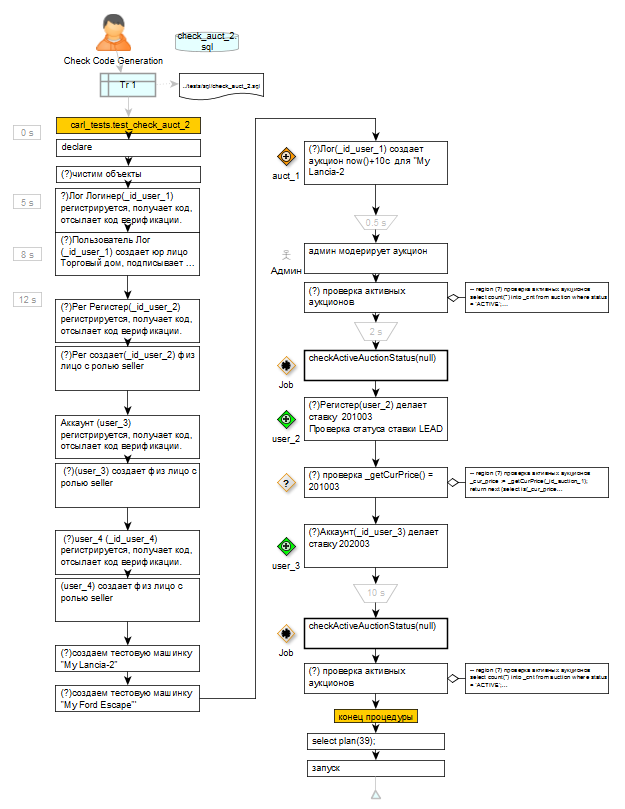 check_auct_2.
sql
Check Code Generation
Tr 1
../tests/sql/check_auct_2.sql
carl_tests.test_check_auct_2
0 s
declare
(?)чистим объекты
5 s
?)Лог Логинер(_id_user_1)
регистрируется, получает код,
отсылает код верификации.
8 s
(?)Пользователь Лог
(_id_user_1) создает юр лицо
Торговый дом, подписывает ...
12 s
(?)Рег Регистер(_id_user_2)
регистрируется, получает код,
отсылает код верификации.
(?)Рег создает(_id_user_2) физ
лицо с ролью seller
Аккаунт (user_3)
регистрируется, получает код,
отсылает код верификации.
(?)(user_3) создает физ лицо с
ролью seller
(?)user_4 (_id_user_4)
регистрируется, получает код,
отсылает код верификации.
(user_4) создает физ лицо с
ролью seller
(?)создаем тестовую машинку
"My Lancia-2"
(?)создаем тестовую машинку
"My Ford Escape"
(?)Лог(_id_user_1) создает
аукцион now()+10с для "My
Lancia-2
auct_1
0.5 s
админ модерирует аукцион
Админ
(?) проверка активных
аукционов
-- region (?) проверка активных аукционов
select count(*) into _cnt from auction where status
= 'ACTIVE';...
2 s
checkActiveAuctionStatus(null)
Job
(?)Регистер(user_2) делает
ставку 201003
Проверка статуса ставки LEAD
user_2
(?) проверка _getCurPrice() =
201003
?
-- region (?) проверка активных аукционов
_cur_price := _getCurPrice(_id_auction_1);
return next (select is(_cur_price...
(?)Аккаунт(_id_user_3) делает
ставку 202003
user_3
10 s
checkActiveAuctionStatus(null)
Job
(?) проверка активных
аукционов
-- region (?) проверка активных аукционов
select count(*) into _cnt from auction where status
= 'ACTIVE';...
конец процедуры
select plan(39);
запуск